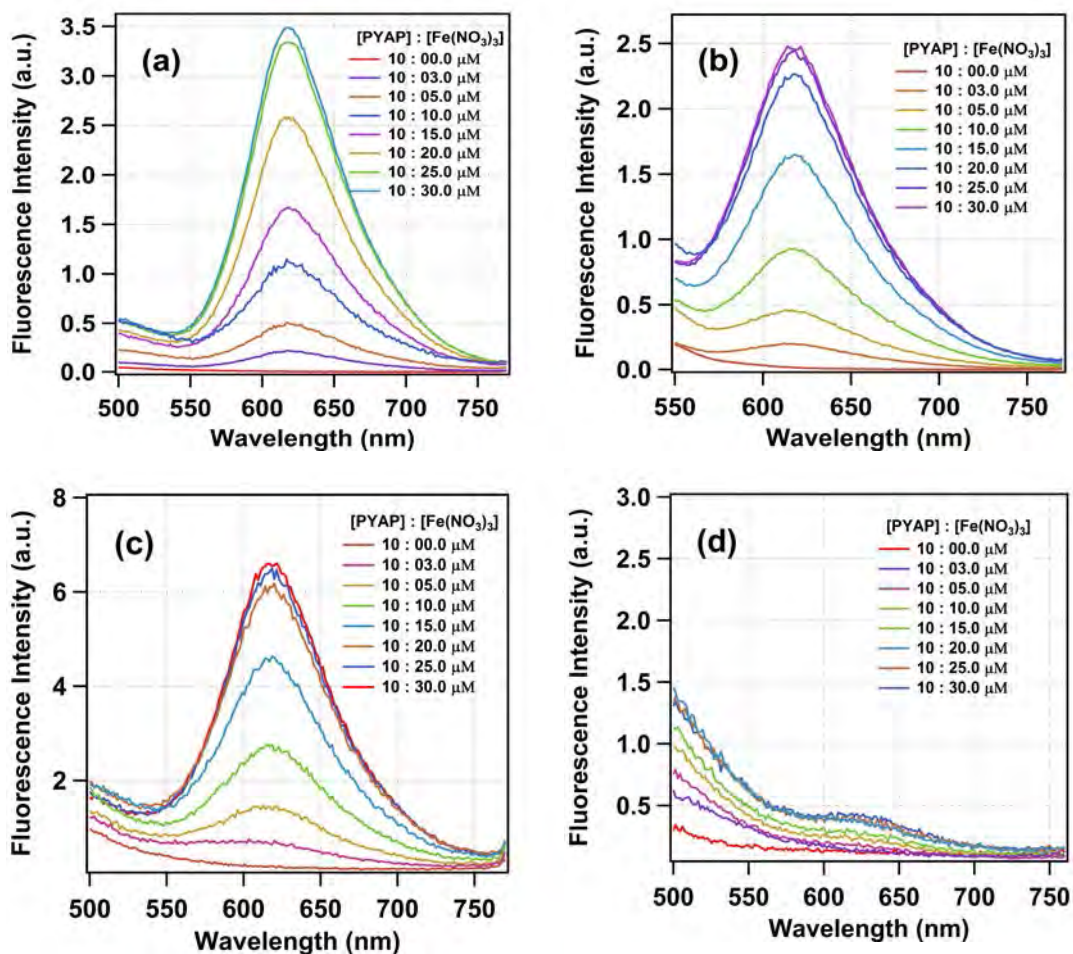 (a)
[PYAP] : [Fe(NO3)3]
10 : 00.0 μM
10 : 03.0 μM
10 : 05.0 μM
10 : 10.0 μM
10 : 15.0 μM
10 : 20.0 μM
10 : 25.0 μM
10 : 30.0 μM
Fluorescence Intensity (a.u.)
3.5
3.0
2.5
2.0
1.5
1.0
0.5
0.0
500 550 600 650 700 750
Wavelength (nm)
(b)
[PYAP] : [Fe(NO3)3]
10 : 00.0 μM
10 : 03.0 μM
10 : 05.0 μM
10 : 10.0 μM
10 : 15.0 μM
10 : 20.0 μM
10 : 25.0 μM
10 : 30.0 μM
Fluorescence Intensity (a.u.)
2.5
2.0
1.5
1.0
0.5
0.0
550 600 650 700 750
Wavelength (nm)
(c)
[PYAP] : [Fe(NO3)3]
10 : 00.0 μM
10 : 03.0 μM
10 : 05.0 μM
10 : 10.0 μM
10 : 15.0 μM
10 : 20.0 μM
10 : 25.0 μM
10 : 30.0 μM
Fluorescence Intensity (a.u.)
8
6
4
2
500 550 600 650 700 750
Wavelength (nm)
(d)
[PYAP] : [Fe(NO3)3]
10 : 00.0 μM
10 : 03.0 μM
10 : 05.0 μM
10 : 10.0 μM
10 : 15.0 μM
10 : 20.0 μM
10 : 25.0 μM
10 : 30.0 μM
Fluorescence Intensity (a.u.)
3.0
2.5
2.0
1.5
1.0
0.5
500 550 600 650 700 750
Wavelength (nm)